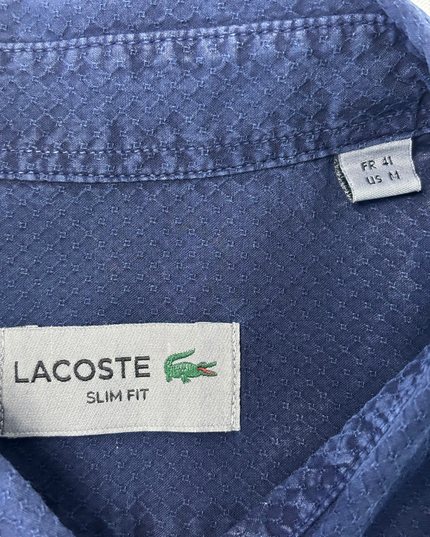 FR 41
US M
LACOSTE
SLIM FIT